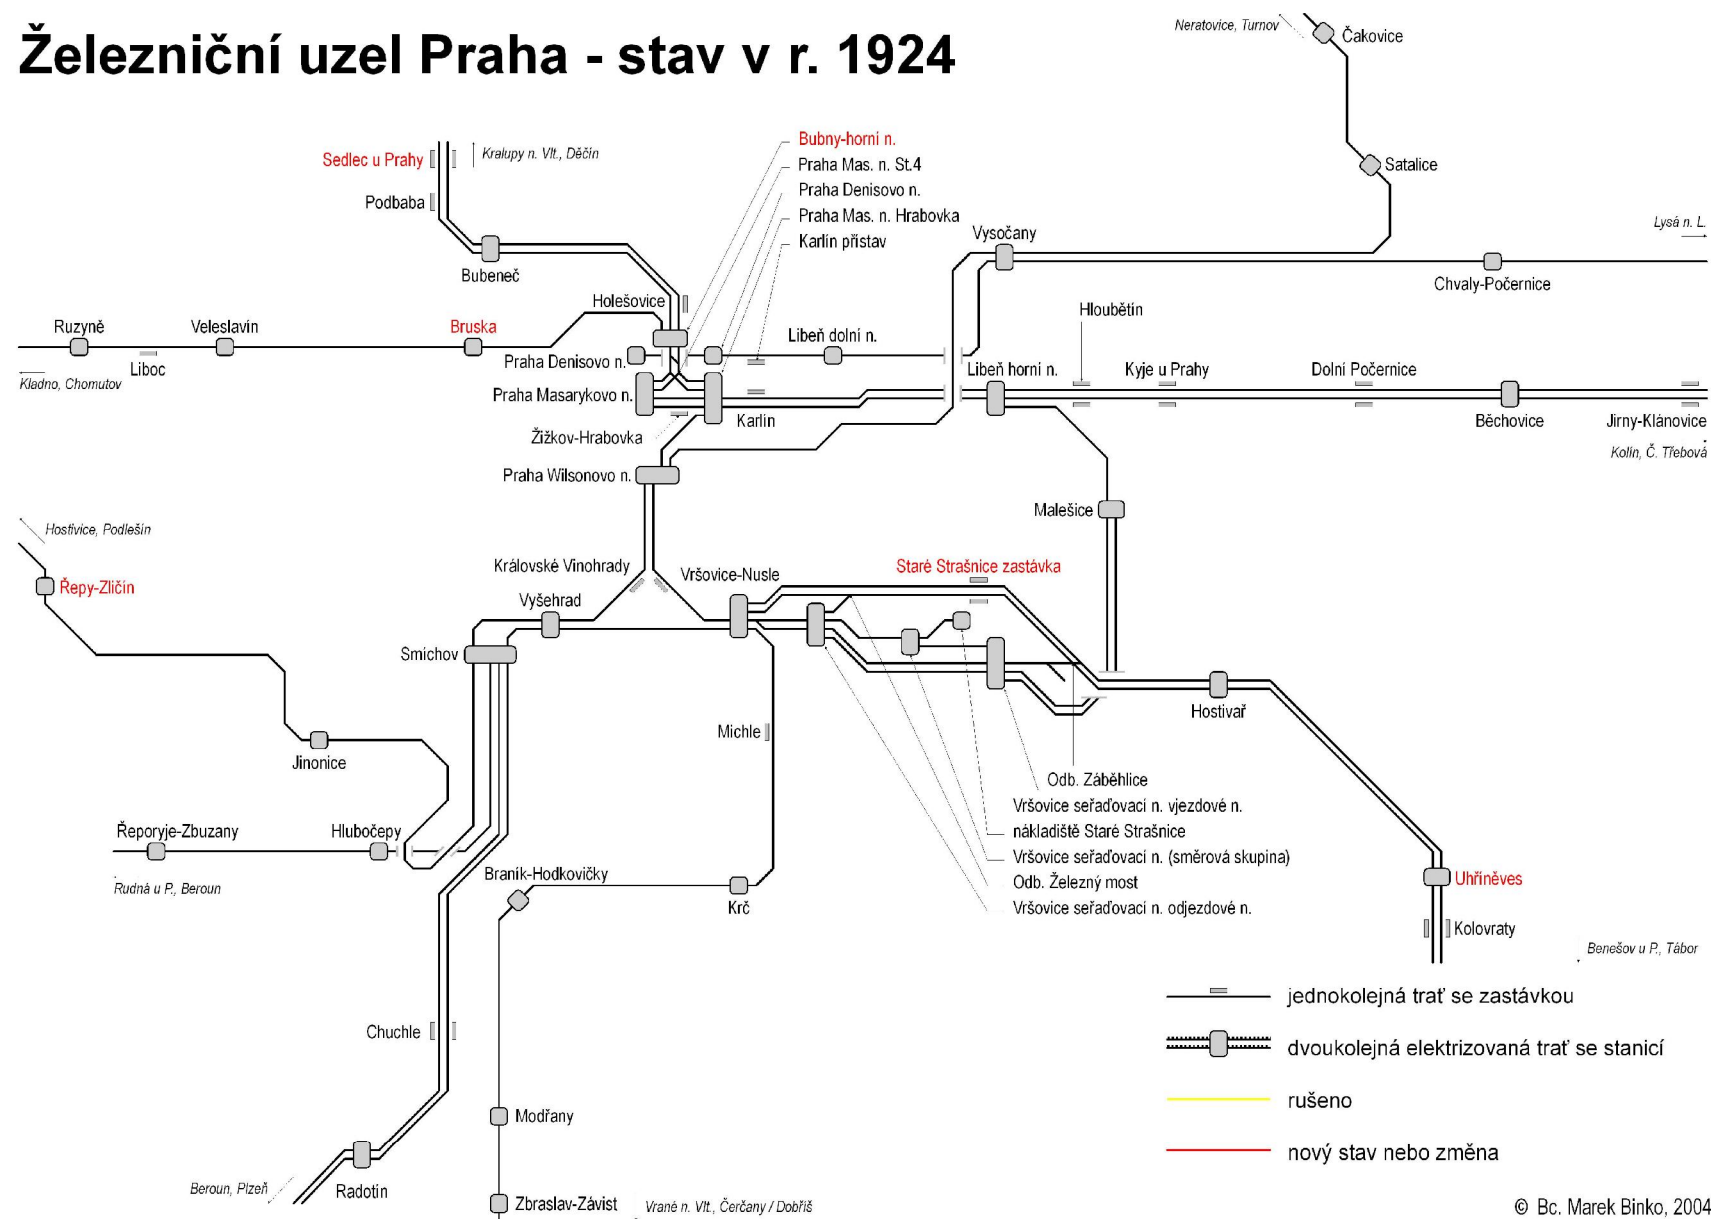 Železniční uzel Praha - stav v r. 1924
Neratovice, Turnov
Čakovice
Bubny-horní n.
Sedlec u Prahy
Kralupy n. Vlt., Děčín
Praha Mas. n. St.4
Satalice
Podbaba
Praha Denisovo n.
Praha Mas. n. Hrabovka
Lysá n. L.
Vysočany
Karlín přístav
Bubeneč
Chvaly-Počernice
Holešovice
Hloubětín
Ruzyně
Veleslavín
Bruska
Libeň dolní n.
Praha Denisovo n.
Liboc
Libeň horní n.
Kyje u Prahy
Dolní Počernice
Kladno, Chomutov
Praha Masarykovo n.
Karlín
Běchovice
Jirny-Klánovice
Žižkov-Hrabovka
Kolín, Č. Třebová
Praha Wilsonovo n.
Malešice
Hostivice, Podlešín
Královské Vinohrady
Vršovice-Nusle
Staré Strašnice zastávka
Řepy-Zličín
Vyšehrad
Smíchov
Hostivař
Michle
Jinonice
Odb. Záběhlice
Vršovice seřaďovací n. vjezdové n.
Řeporyje-Zbuzany
Hlubočepy
nákladiště Staré Strašnice
Vršovice seřaďovací n. (směrová skupina)
Braník-Hodkovičky
Uhříněves
Rudná u P., Beroun
Odb. Železný most
Krč
Vršovice seřaďovací n. odjezdové n.
Kolovraty
Benešov u P., Tábor
jednokolejná trať se zastávkou
Chuchle
dvoukolejná elektrizovaná trať se stanicí
rušeno
Modřany
nový stav nebo změna
Beroun, Plzeň
Radotín
Zbraslav-Závist
Vrané n. Vlt., Čerčany / Dobříš
© Bc. Marek Binko, 2004